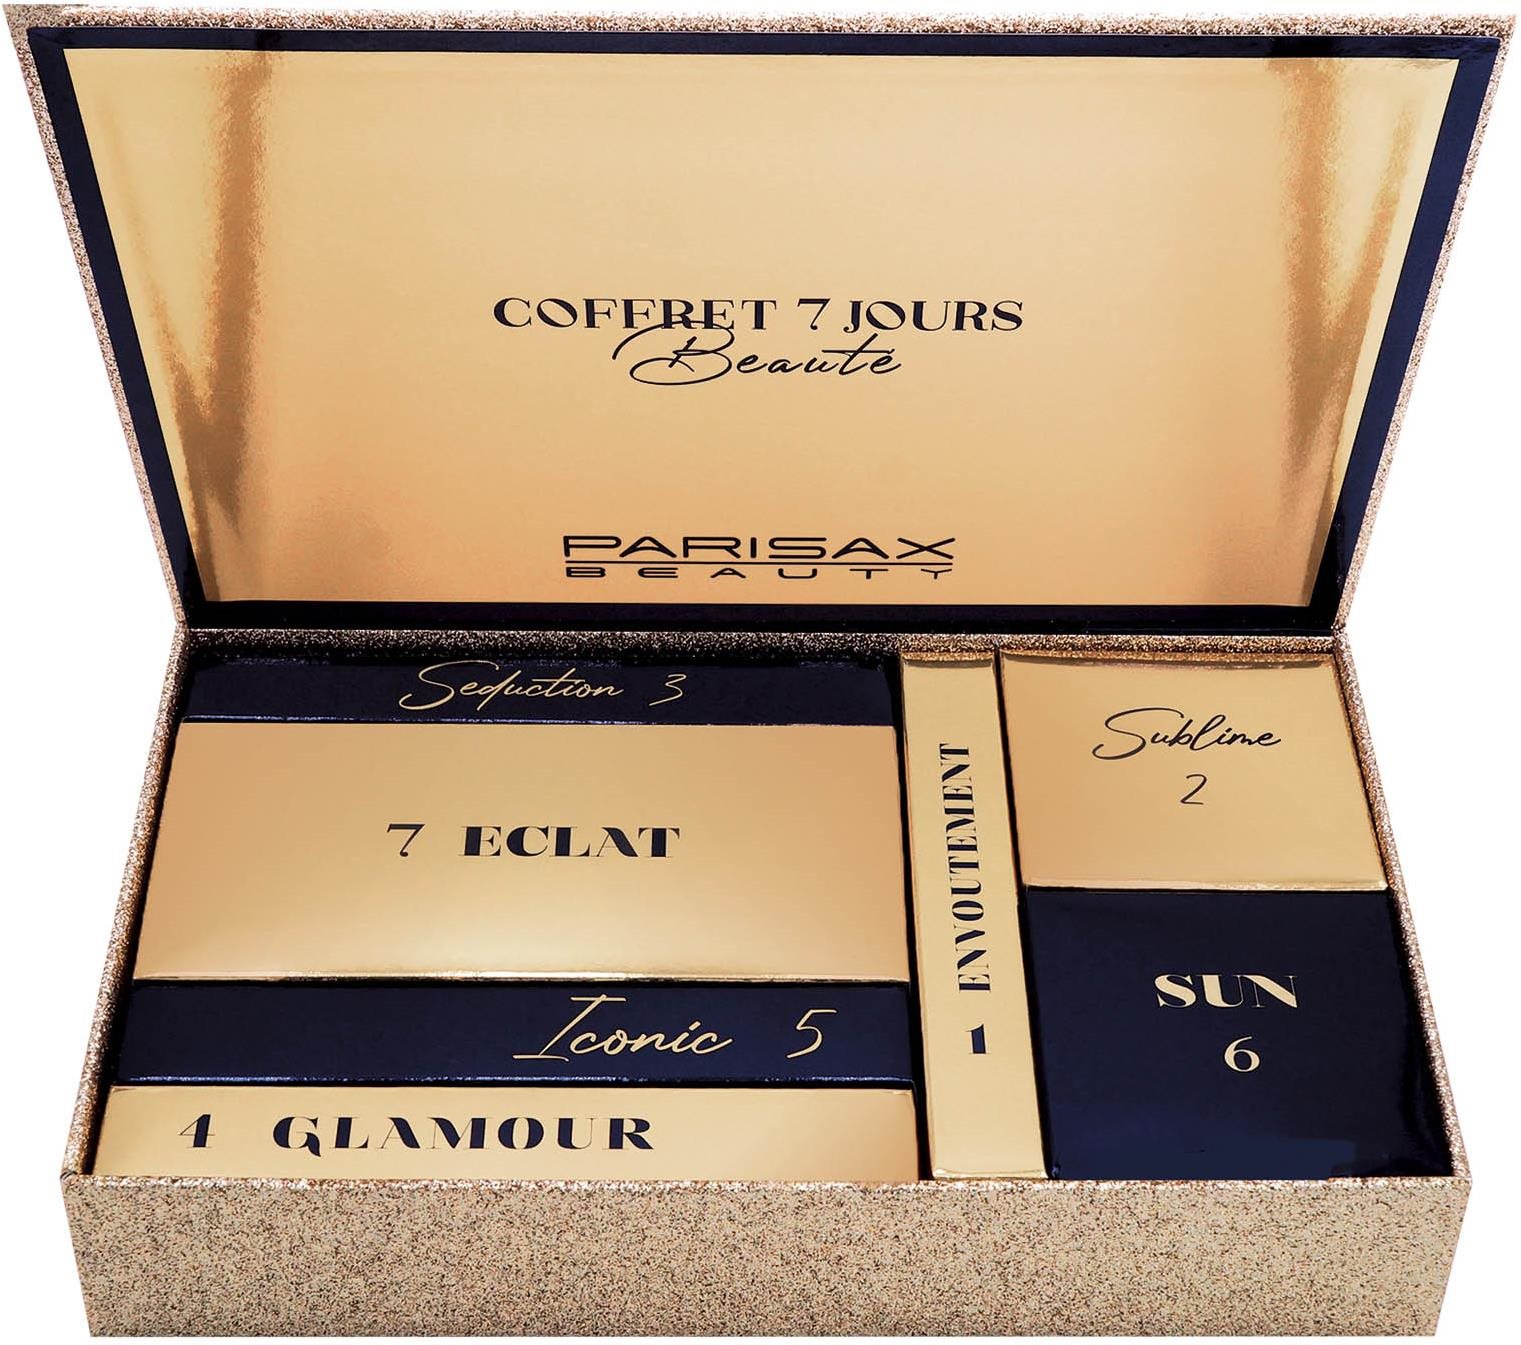 COFFRET 7 JOURS
Beauté
PARISAX
BEAUTY
Seduction 3
7 ECLAT
Iconic 5
4 GLAMOUR
1 ENVOUTEMENT
Sublime
2
SUN
6